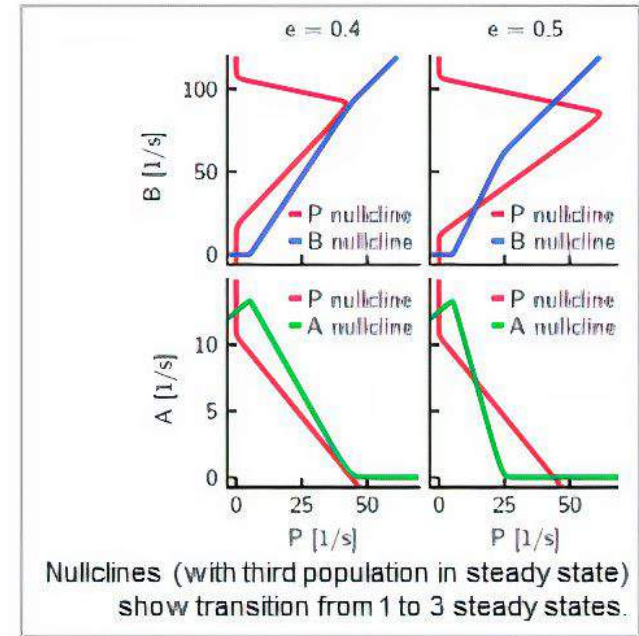 e = 0.4
e = 0.5
B [1/s]
100
50
0
P nullcline
B nullcline
P nullcline
B nullcline
A [1/s]
10
5
0
P nullcline
A nullcline
P nullcline
A nullcline
0 25 50
0 25 50
P [1/s]
P [1/s]
Nullclines (with third population in steady state)
show transition from 1 to 3 steady states.